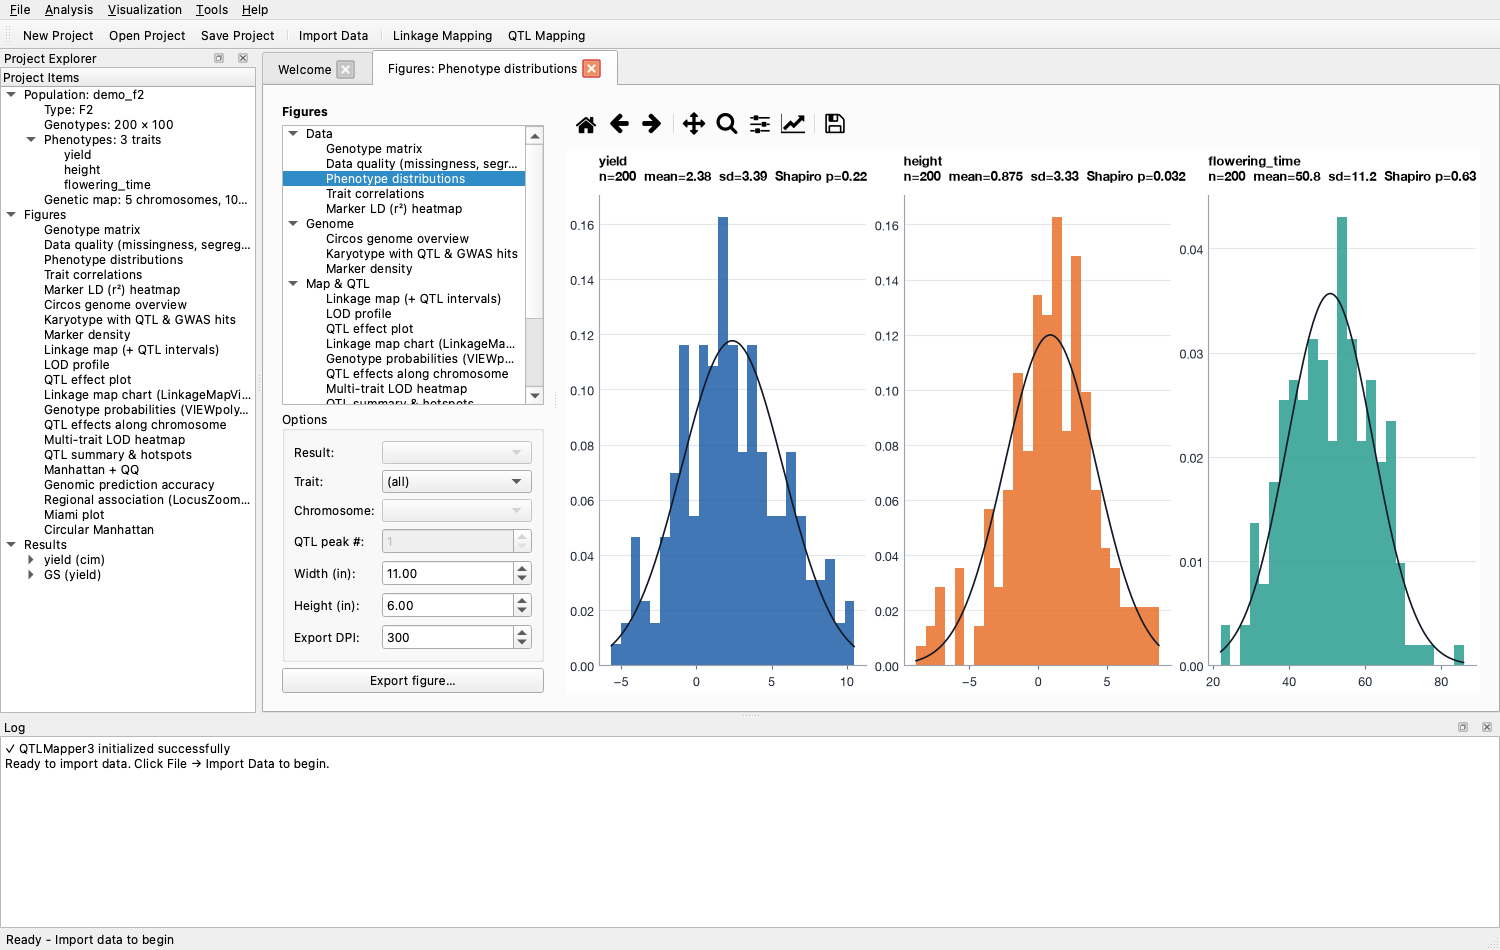 File Analysis Visualization Tools Help
New Project Open Project Save Project Import Data Linkage Mapping QTL Mapping
Project Explorer
Project Items
Population: demo_f2
Type: F2
Genotypes: 200 × 100
Phenotypes: 3 traits
yield
height
flowering_time
Genetic map: 5 chromosomes, 10...
Figures
Genotype matrix
Data quality (missingness, segreg...
Phenotype distributions
Trait correlations
Marker LD (r²) heatmap
Circos genome overview
Karyotype with QTL & GWAS hits
Marker density
Linkage map (+ QTL intervals)
LOD profile
QTL effect plot
Linkage map chart (LinkageMapVi...
Genotype probabilities (VIEWpoly...
QTL effects along chromosome
Multi-trait LOD heatmap
QTL summary & hotspots
Manhattan + QQ
Genomic prediction accuracy
Regional association (LocusZoom...
Miami plot
Circular Manhattan
Results
yield (cim)
GS (yield)
Welcome
Figures: Phenotype distributions
Figures
Data
Genotype matrix
Data quality (missingness, segr...
Phenotype distributions
Trait correlations
Marker LD (r²) heatmap
Genome
Circos genome overview
Karyotype with QTL & GWAS hits
Marker density
Map & QTL
Linkage map (+ QTL intervals)
LOD profile
QTL effect plot
Linkage map chart (LinkageMa...
Genotype probabilities (VIEWp...
QTL effects along chromosome
Multi-trait LOD heatmap
QTL summary & hotspots
Options
Result:
Trait: (all)
Chromosome:
QTL peak #: 1
Width (in): 11.00
Height (in): 6.00
Export DPI: 300
Export figure...
yield
n=200 mean=2.38 sd=3.39 Shapiro p=0.22
0.16
0.14
0.12
0.10
0.08
0.06
0.04
0.02
0.00
−5 0 5 10
height
n=200 mean=0.875 sd=3.33 Shapiro p=0.032
0.16
0.14
0.12
0.10
0.08
0.06
0.04
0.02
0.00
−5 0 5
flowering_time
n=200 mean=50.8 sd=11.2 Shapiro p=0.63
0.04
0.03
0.02
0.01
0.00
20 40 60 80
Log
✓ QTLMapper3 initialized successfully
Ready to import data. Click File → Import Data to begin.
Ready - Import data to begin